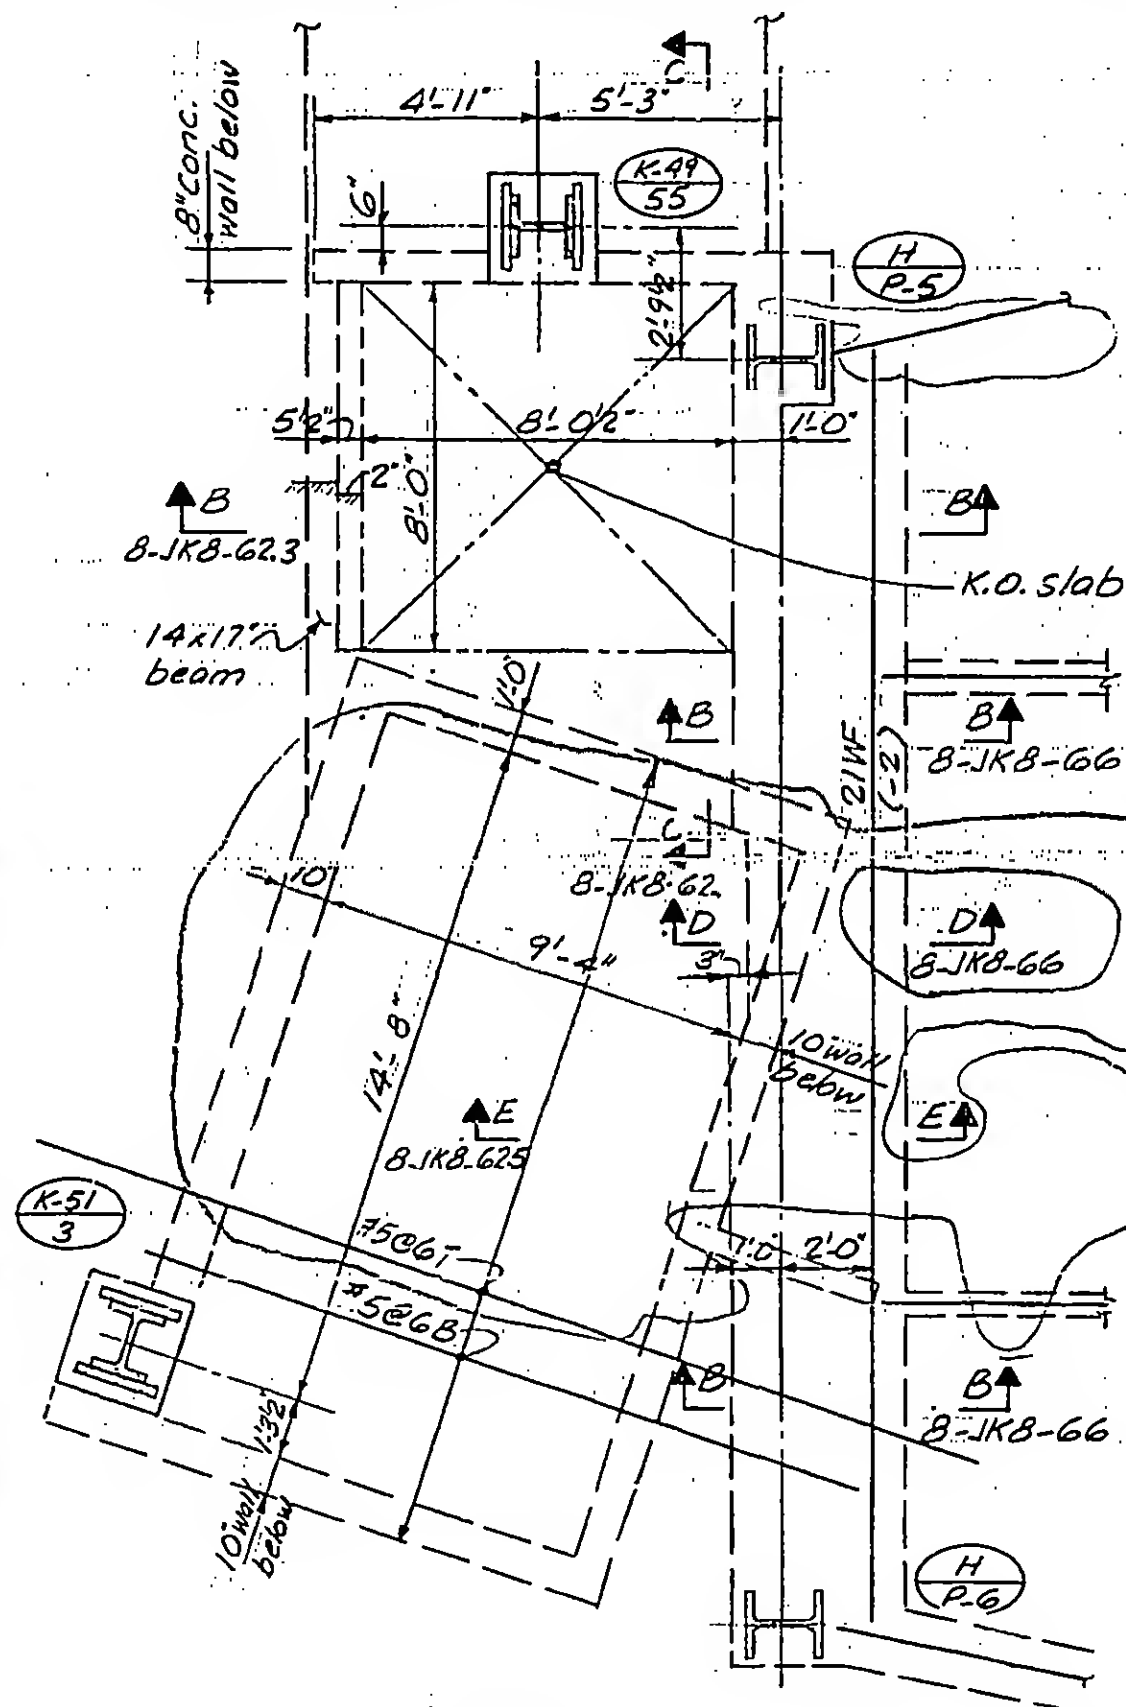 C
4'-11"
5'-3"
8" Conc.
wall below
6"
K-49
55
H
P-5
2'-9½"
5½"
8'-0½"
1'-0"
2"
8'-0"
B
8-JK8-62.3
B
K.O. slab
14x17"
beam
1'-0"
B
B
8-JK8-66
21WF
(-2)
C
8-JK8-62.
10"
D
D
8-JK8-66
9'-4"
3"
14'-8"
10" wall
below
E
8-JK8-625
E
K-51
3
#5@6T
1'-0"
2'-0"
#5@6B
B
B
8-JK8-66
1'-3½"
10" wall
below
H
P-6